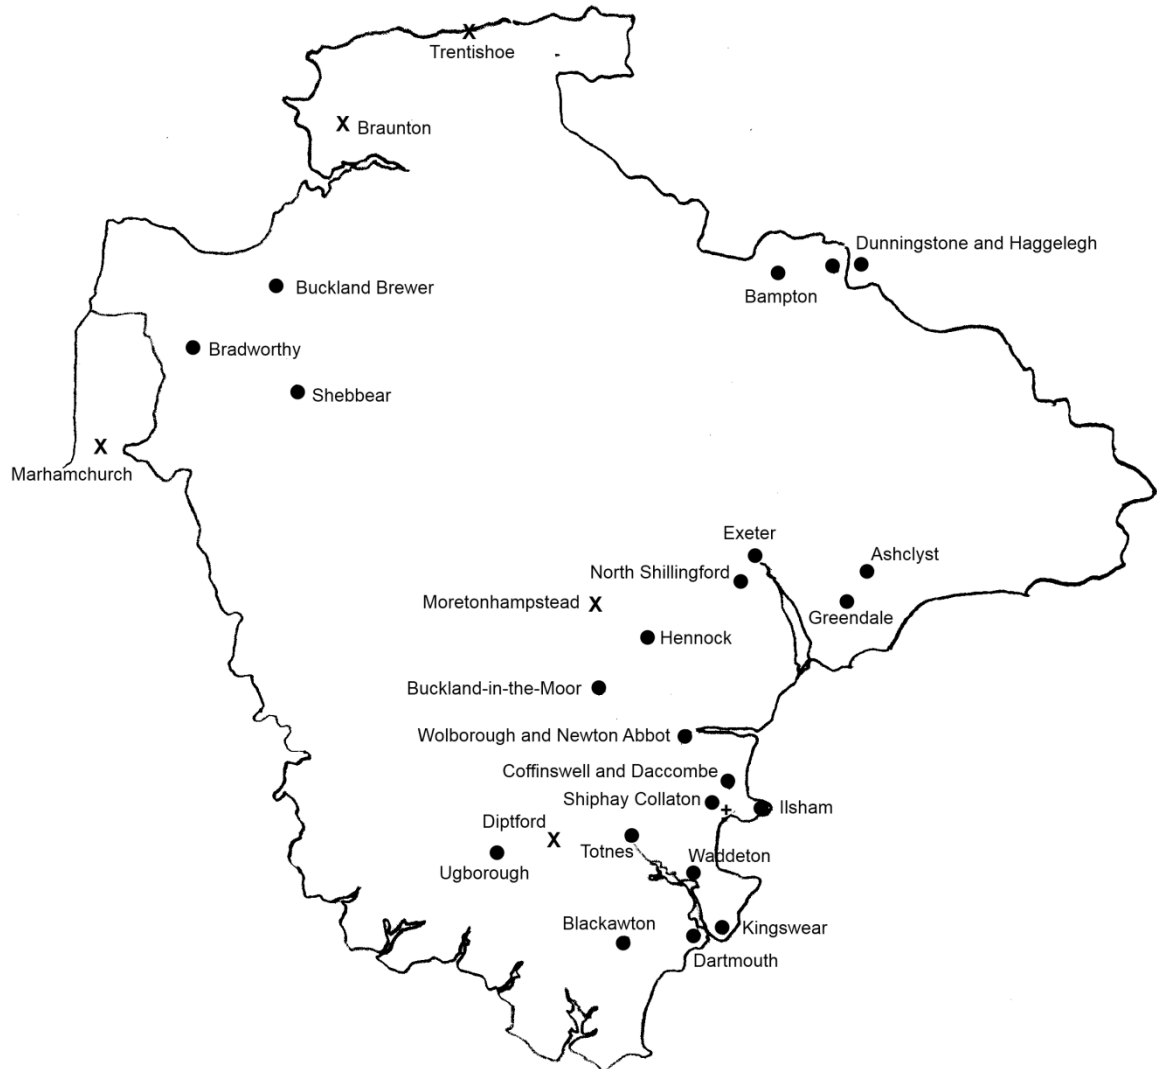 X
Trentishoe
X Braunton
Dunningstone and Haggelegh
Bampton
Buckland Brewer
Bradworthy
Shebbear
X
Marhamchurch
Exeter
Ashclyst
North Shillingford
Moretonhampstead X
Greendale
Hennock
Buckland-in-the-Moor
Wolborough and Newton Abbot
Coffinswell and Daccombe
Shiphay Collaton
+
Ilsham
Diptford
X
Totnes
Waddeton
Ugborough
Blackawton
Kingswear
Dartmouth